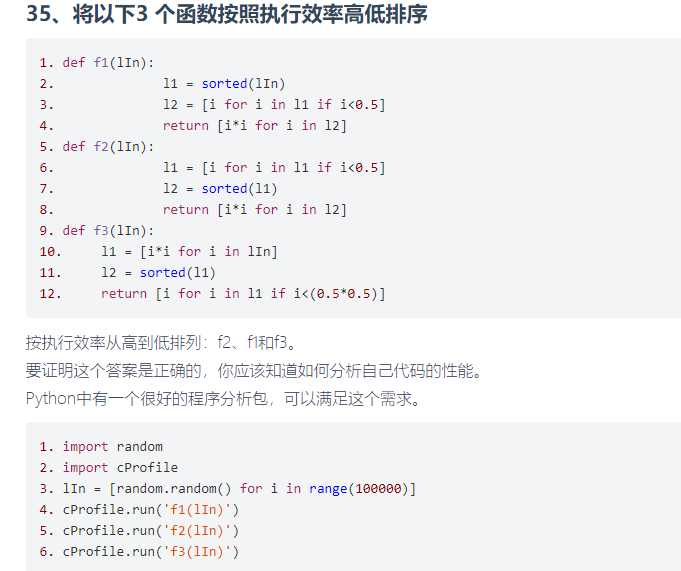 35、将以下3 个函数按照执行效率高低排序
1. def f1(lIn):
2.              l1 = sorted(lIn)
3.              l2 = [i for i in l1 if i<0.5]
4.              return [i*i for i in l2]
5. def f2(lIn):
6.              l1 = [i for i in l1 if i<0.5]
7.              l2 = sorted(l1)
8.              return [i*i for i in l2]
9. def f3(lIn):
10.     l1 = [i*i for i in lIn]
11.     l2 = sorted(l1)
12.     return [i for i in l1 if i<(0.5*0.5)]
按执行效率从高到低排列：f2、f1和f3。
要证明这个答案是正确的，你应该知道如何分析自己代码的性能。
Python中有一个很好的程序分析包，可以满足这个需求。
1. import random
2. import cProfile
3. lIn = [random.random() for i in range(100000)]
4. cProfile.run('f1(lIn)')
5. cProfile.run('f2(lIn)')
6. cProfile.run('f3(lIn)')